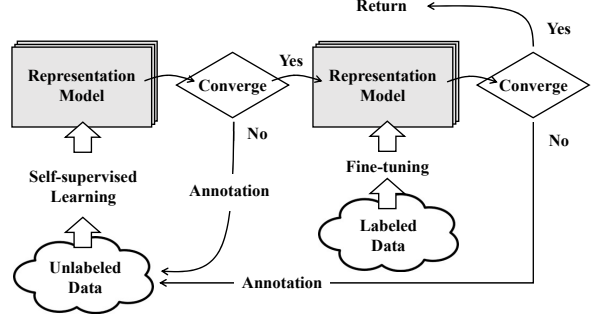 Return
Yes
Representation
Model
Converge
Yes
Representation
Model
Converge
No
No
Self-supervised
Learning
Annotation
Fine-tuning
Unlabeled
Data
Labeled
Data
Annotation